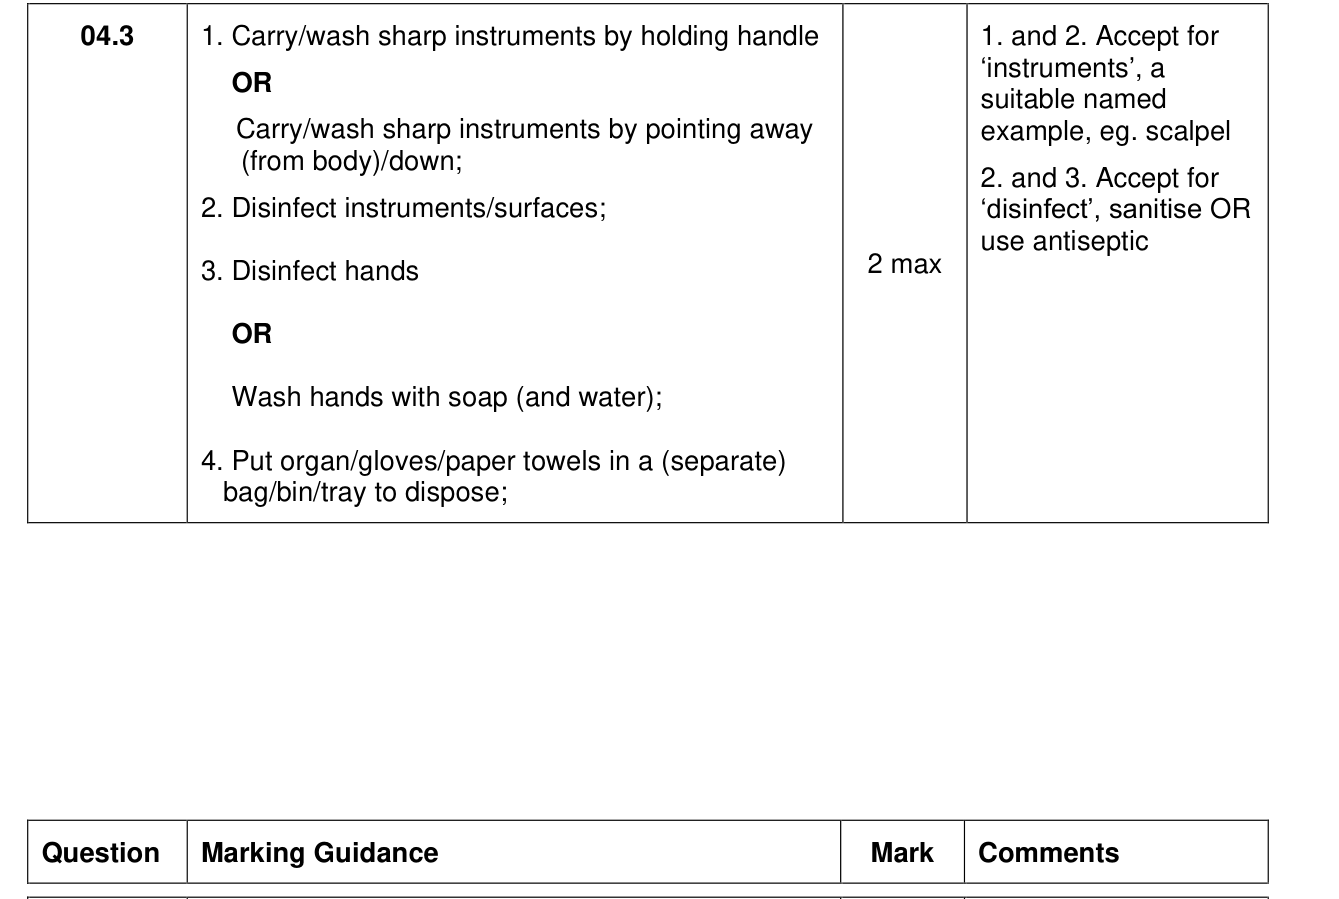 04.3
1. Carry/wash sharp instruments by holding handle
OR
Carry/wash sharp instruments by pointing away
(from body)/down;
2. Disinfect instruments/surfaces;
3. Disinfect hands
OR
Wash hands with soap (and water);
4. Put organ/gloves/paper towels in a (separate)
bag/bin/tray to dispose;
2 max
1. and 2. Accept for
‘instruments’, a
suitable named
example, eg. scalpel
2. and 3. Accept for
‘disinfect’, sanitise OR
use antiseptic
Question
Marking Guidance
Mark
Comments